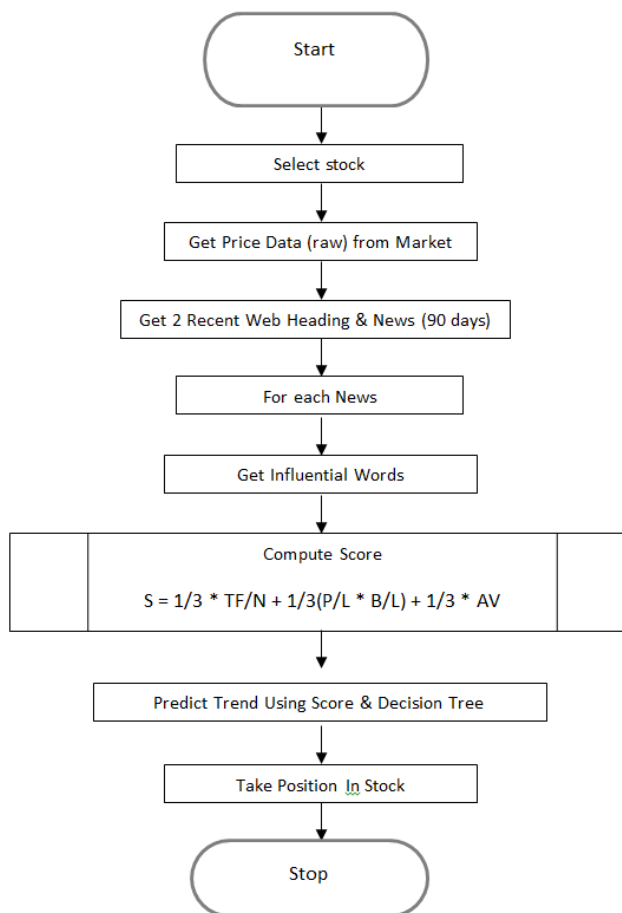 Start
Select stock
Get Price Data (raw) from Market
Get 2 Recent Web Heading & News (90 days)
For each News
Get Influential Words
Compute Score
S = 1/3 * TF/N + 1/3(P/L * B/L) + 1/3 * AV
Predict Trend Using Score & Decision Tree
Take Position In Stock
Stop